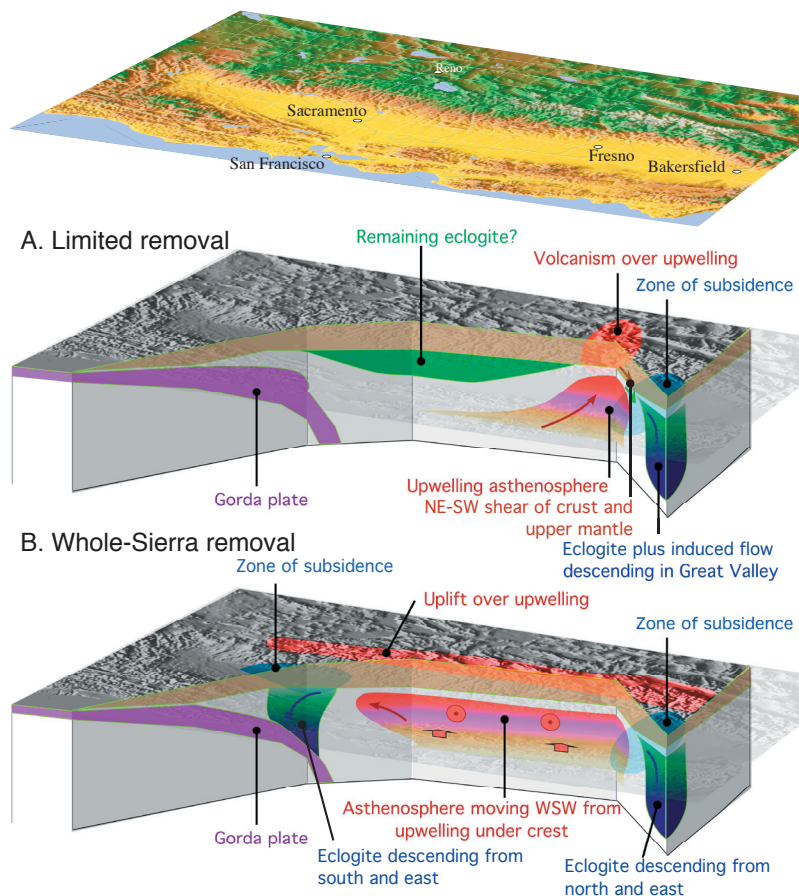 Reno
Sacramento
San Francisco
Fresno
Bakersfield
A. Limited removal
Remaining eclogite?
Volcanism over upwelling
Zone of subsidence
Gorda plate
Upwelling asthenosphere
NE-SW shear of crust and
upper mantle
Eclogite plus induced flow
descending in Great Valley
B. Whole-Sierra removal
Zone of subsidence
Uplift over upwelling
Zone of subsidence
Gorda plate
Asthenosphere moving WSW from
upwelling under crest
Eclogite descending from
south and east
Eclogite descending from
north and east